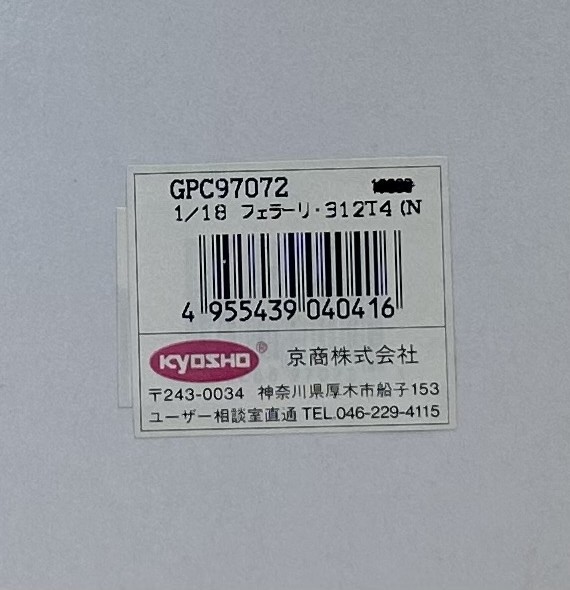 GPC97072
1/18 フェラーリ・312T4 (N
4 955439 040416
KYOSHO® 京商株式会社
〒243-0034 神奈川県厚木市船子153
ユーザー相談室直通 TEL.046-229-4115